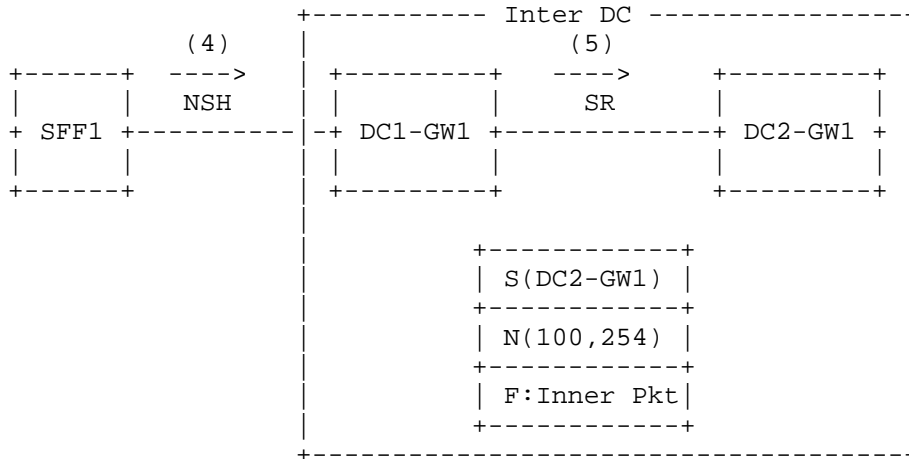 Inter DC
(4) (5)
----> ---->
NSH SR
SFF1 DC1-GW1 DC2-GW1
S(DC2-GW1)
N(100,254)
F:Inner Pkt